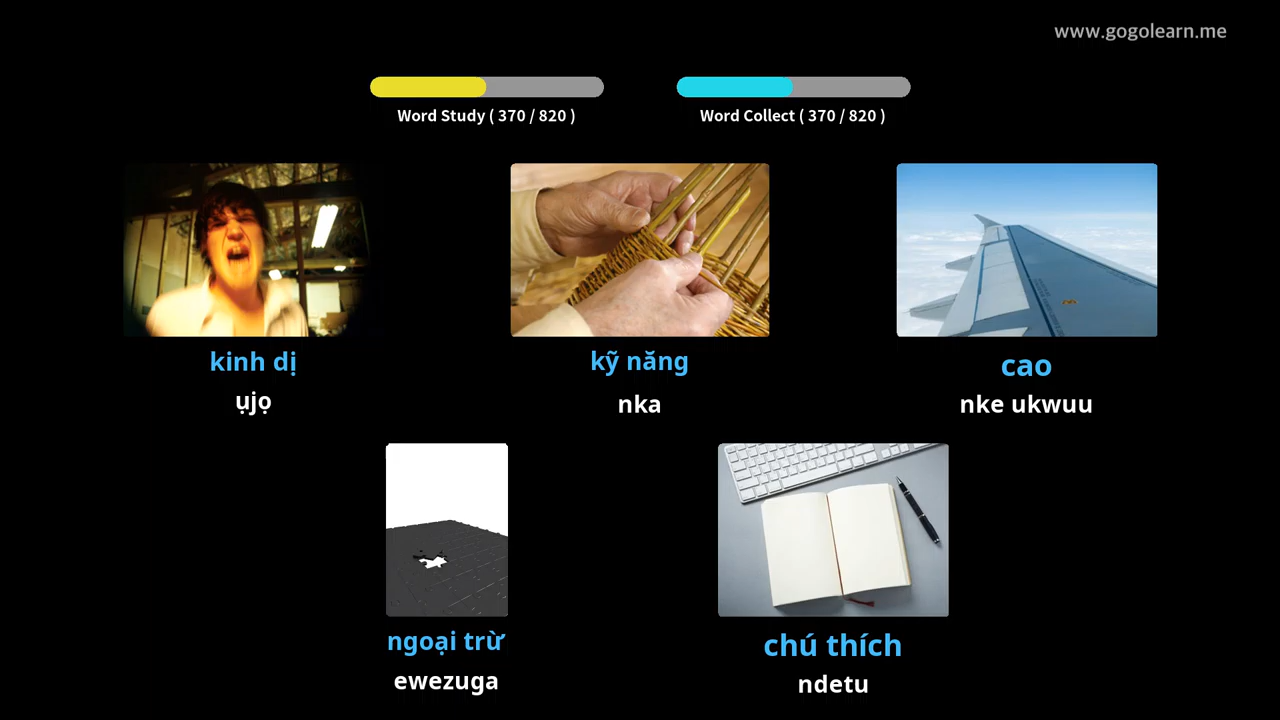 www.gogolearn.me
Word Study ( 370 / 820 )
Word Collect ( 370 / 820 )
kinh dị
ụjọ
kỹ năng
nka
cao
nke ukwuu
ngoại trừ
ewezuga
chú thích
ndetu